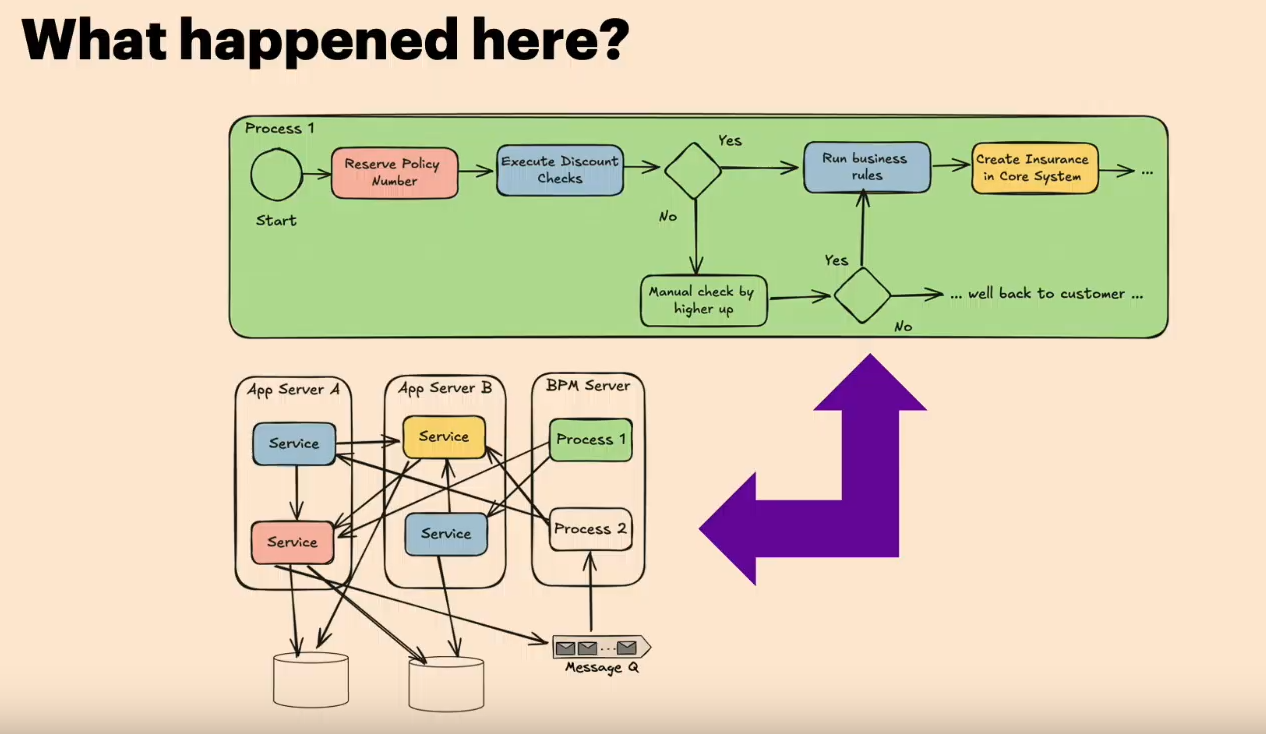 What happened here?
Process 1
Start
Reserve Policy
Number
Execute Discount
Checks
Yes
No
Run business
rules
Create Insurance
in Core System
...
Manual check by
higher up
Yes
No
... well back to customer ...
App Server A
Service
Service
App Server B
Service
Service
BPM Server
Process 1
Process 2
...
Message Q